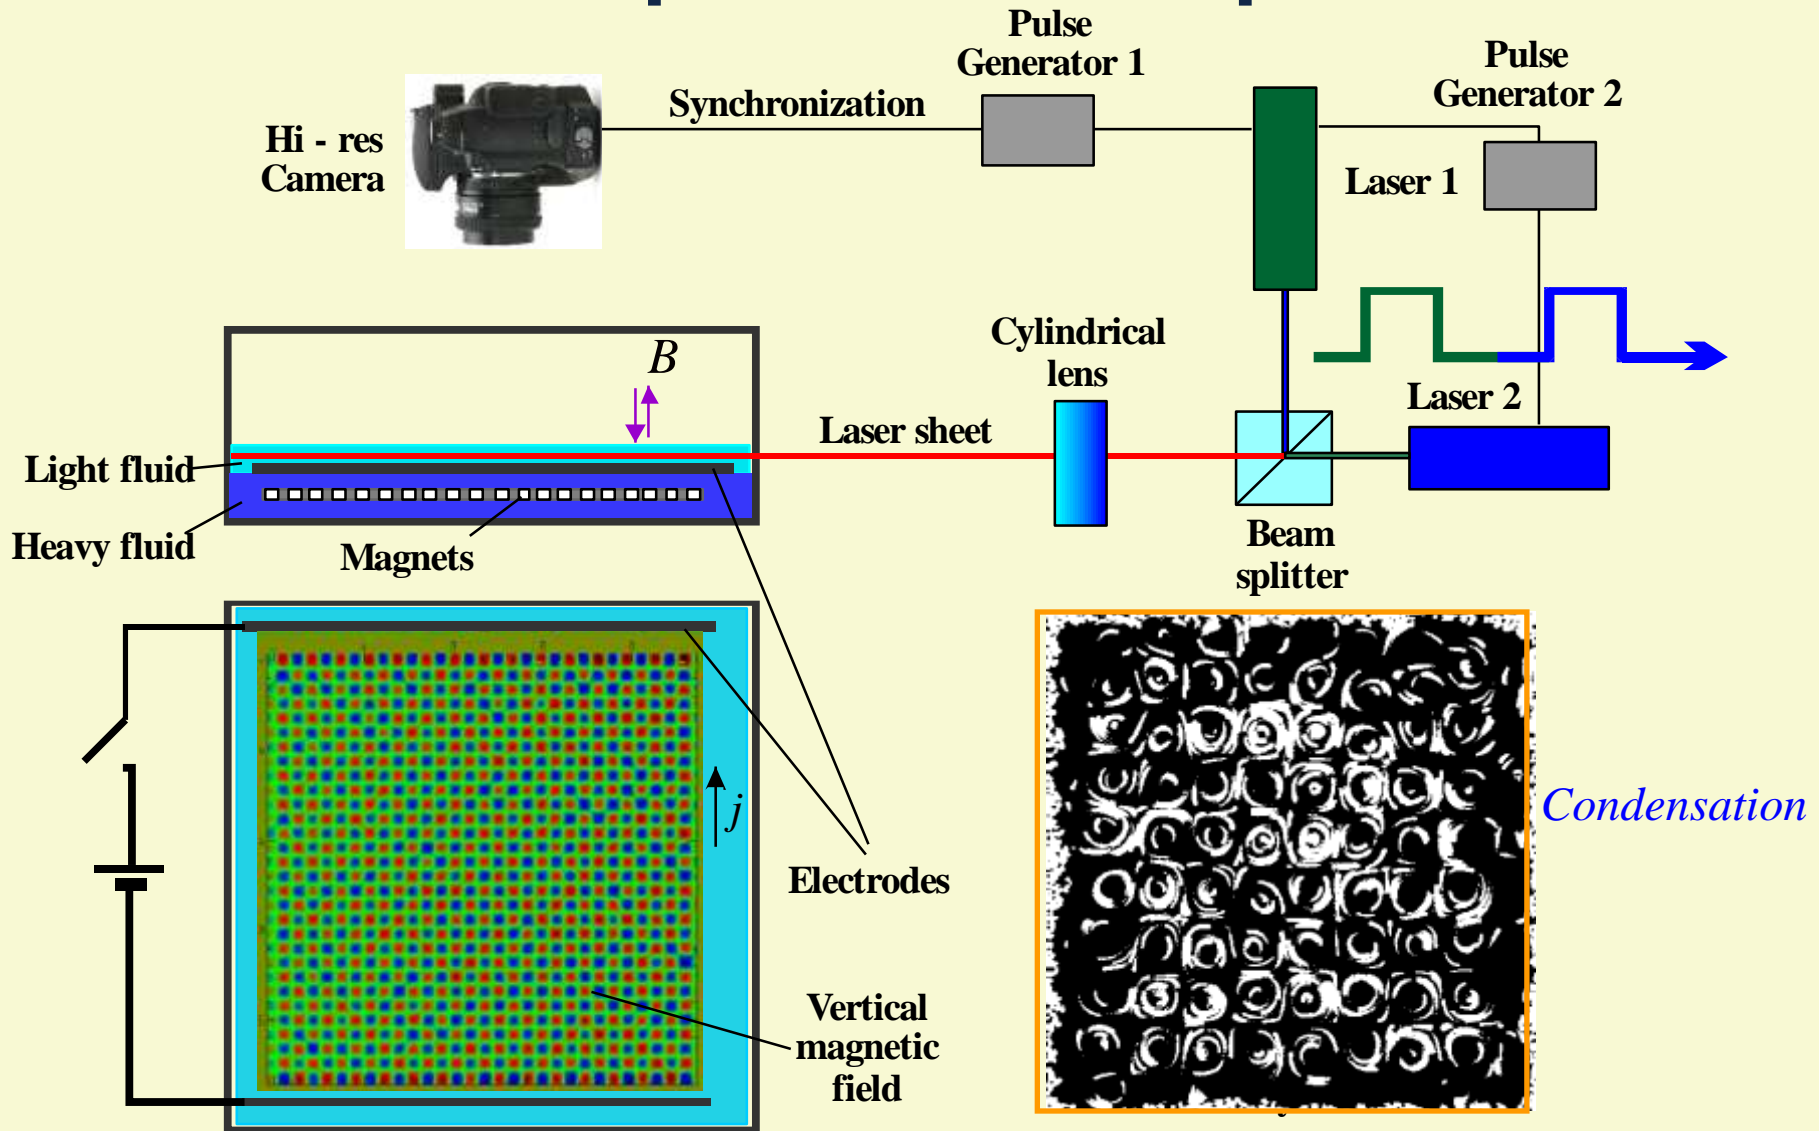 Pulse
Generator 1
Pulse
Generator 2
Synchronization
Hi - res
Camera
Laser 1
Cylindrical
lens
B
Laser 2
Laser sheet
Light fluid
Heavy fluid
Magnets
Beam
splitter
j
Condensation
Electrodes
Vertical
magnetic
field